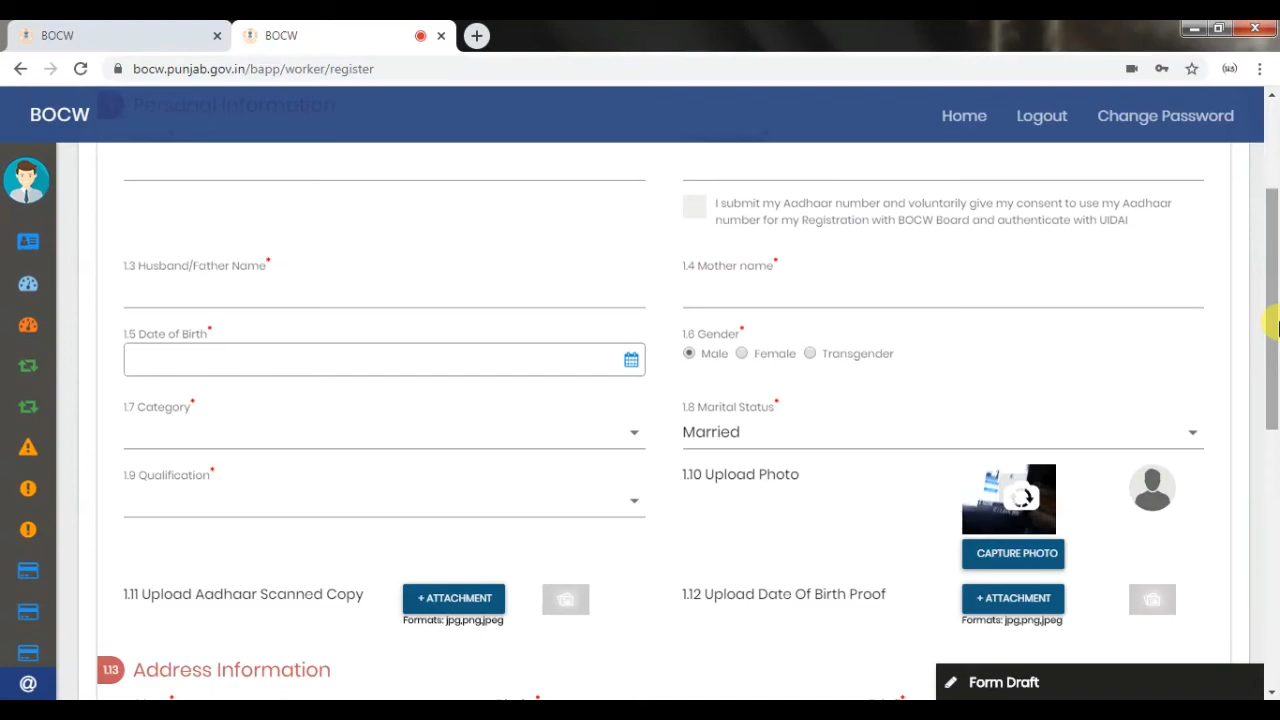 BOCW
BOCW
bocw.punjab.gov.in/bapp/worker/register
BOCW
Home
Logout
Change Password
1
Personal Information
I submit my Aadhaar number and voluntarily give my consent to use my Aadhaar
number for my Registration with BOCW Board and authenticate with UIDAI
1.3 Husband/Father Name*
1.4 Mother name*
1.5 Date of Birth*
1.6 Gender*
Male
Female
Transgender
1.7 Category*
1.8 Marital Status*
Married
1.9 Qualification*
1.10 Upload Photo
CAPTURE PHOTO
1.11 Upload Aadhaar Scanned Copy
+ ATTACHMENT
Formats: jpg,png,jpeg
1.12 Upload Date Of Birth Proof
+ ATTACHMENT
Formats: jpg,png,jpeg
1.13
Address Information
Form Draft
@